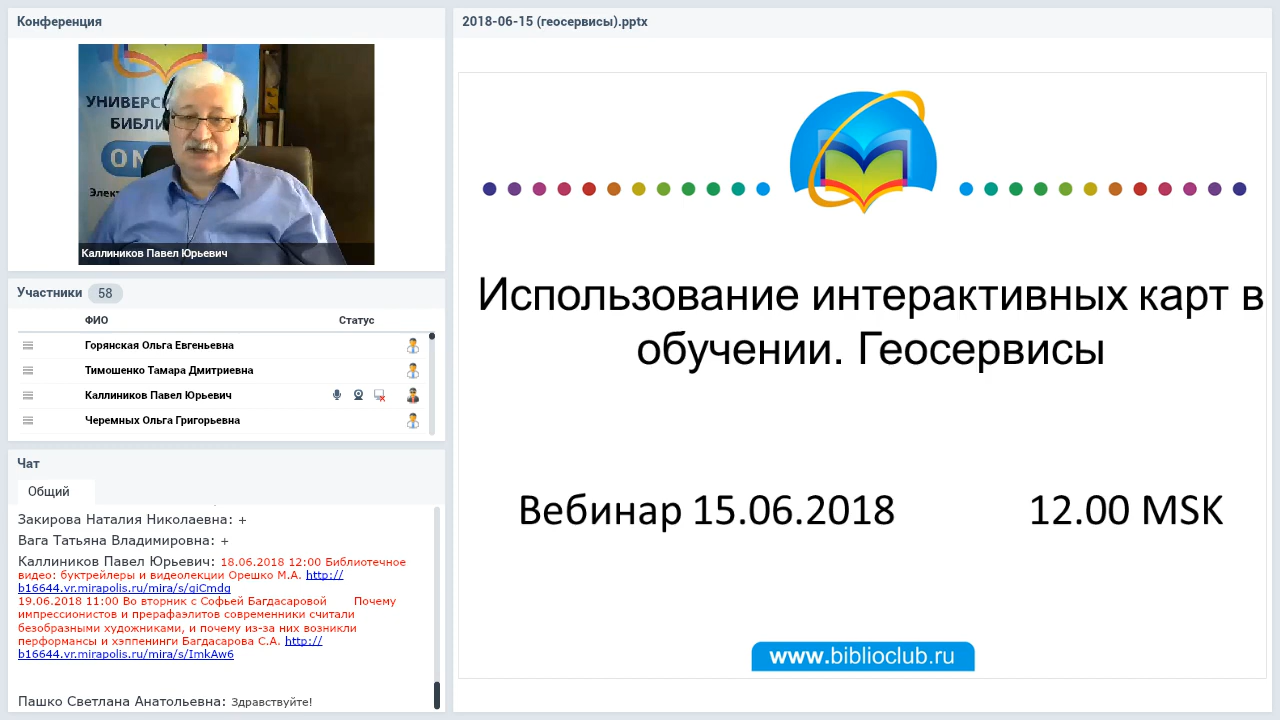 Конференция
УНИВЕРС
БИБЛИ
ON
Элект
Каллиников Павел Юрьевич
Участники 58
ФИО Статус
Горянская Ольга Евгеньевна
Тимошенко Тамара Дмитриевна
Каллиников Павел Юрьевич
Черемных Ольга Григорьевна
Чат
Общий
Закирова Наталия Николаевна: +
Вага Татьяна Владимировна: +
Каллиников Павел Юрьевич: 18.06.2018 12:00 Библиотечное
видео: буктрейлеры и видеолекции Орешко М.А. http://
b16644.vr.mirapolis.ru/mira/s/qiCmdg
19.06.2018 11:00 Во вторник с Софьей Багдасаровой Почему
импрессионистов и прерафаэлитов современники считали
безобразными художниками, и почему из-за них возникли
перформансы и хэппенинги Багдасарова С.А. http://
b16644.vr.mirapolis.ru/mira/s/ImkAw6
Пашко Светлана Анатольевна: Здравствуйте!
2018-06-15 (геосервисы).pptx
Использование интерактивных карт в
обучении. Геосервисы
Вебинар 15.06.2018 12.00 MSK
www.biblioclub.ru